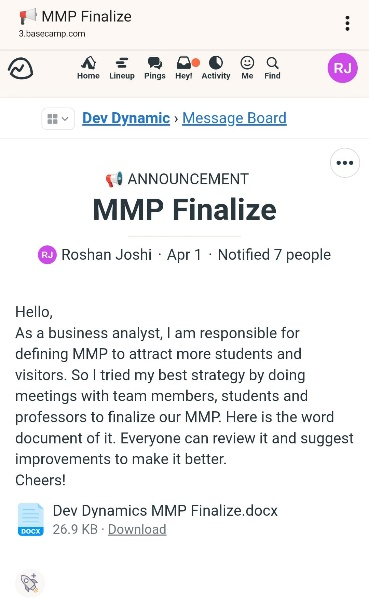 MMP Finalize
3.basecamp.com
Home Lineup Pings Hey! Activity Me Find
RJ
Dev Dynamic › Message Board
ANNOUNCEMENT
MMP Finalize
RJ Roshan Joshi · Apr 1 · Notified 7 people
Hello,
As a business analyst, I am responsible for
defining MMP to attract more students and
visitors. So I tried my best strategy by doing
meetings with team members, students and
professors to finalize our MMP. Here is the word
document of it. Everyone can review it and suggest
improvements to make it better.
Cheers!
DOCX
Dev Dynamics MMP Finalize.docx
26.9 KB · Download